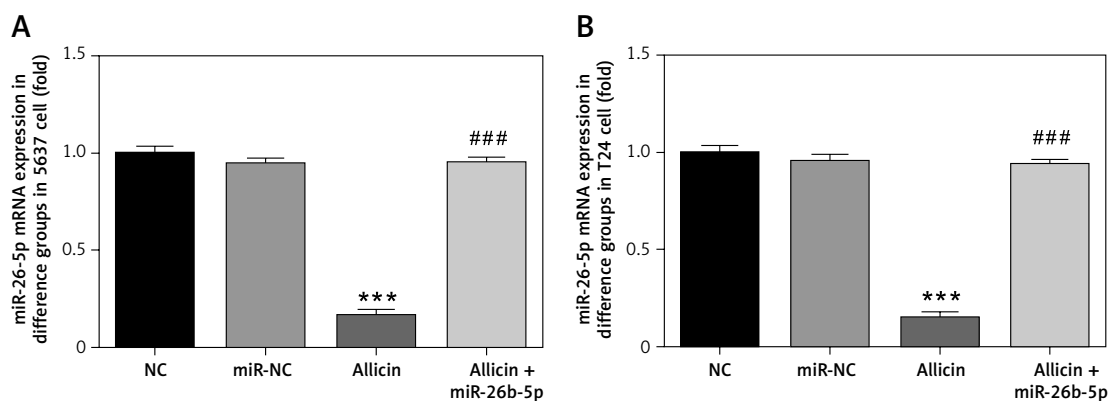 A
miR-26-5p mRNA expression in
difference groups in 5637 cell (fold)
1.5
1.0
0.5
0
***
###
NC
miR-NC
Allicin
Allicin +
miR-26b-5p
B
miR-26-5p mRNA expression in
difference groups in T24 cell (fold)
1.5
1.0
0.5
0
***
###
NC
miR-NC
Allicin
Allicin +
miR-26b-5p